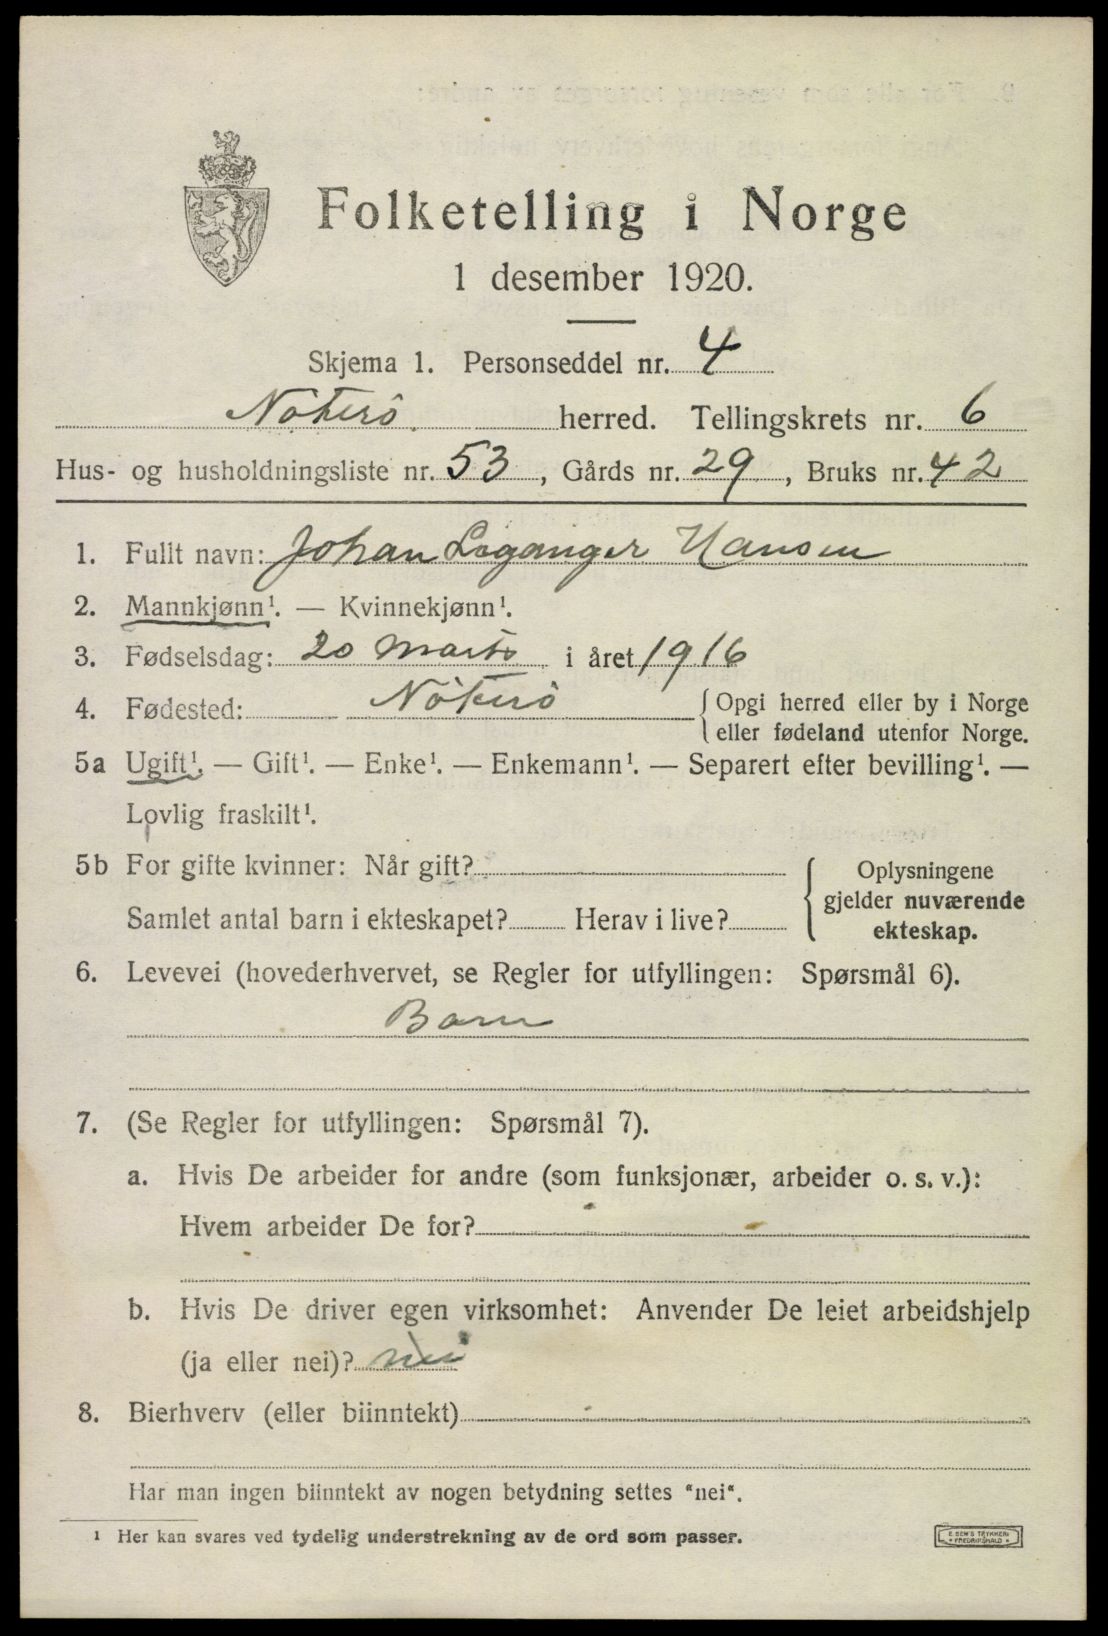 Folketelling i Norge
1 desember 1920.
Skjema 1. Personseddel nr. 4
Nøterø herred. Tellingskrets nr. 6
Hus- og husholdningsliste nr. 53, Gårds nr. 29, Bruks nr. 42
1. Fullt navn: Johan Leganger Hansen
2. Mannkjønn¹. — Kvinnekjønn¹.
3. Fødselsdag: 20 Marts i året 1916
4. Fødested: Nøterø { Opgi herred eller by i Norge
eller fødeland utenfor Norge.
5a Ugift¹. — Gift¹. — Enke¹. — Enkemann¹. — Separert efter bevilling¹. —
Lovlig fraskilt¹.
5b For gifte kvinner: Når gift?
Samlet antal barn i ekteskapet? Herav i live?
{ Oplysningene
gjelder nuværende
ekteskap.
6. Levevei (hovederhvervet, se Regler for utfyllingen: Spørsmål 6).
Barn
7. (Se Regler for utfyllingen: Spørsmål 7).
a. Hvis De arbeider for andre (som funksjonær, arbeider o. s. v.):
Hvem arbeider De for?
b. Hvis De driver egen virksomhet: Anvender De leiet arbeidshjelp
(ja eller nei)? nei
8. Bierhverv (eller biinntekt)
Har man ingen biinntekt av nogen betydning settes "nei".
¹ Her kan svares ved tydelig understrekning av de ord som passer.
E. SEM'S TRYKKERI
FREDRIKSHALD